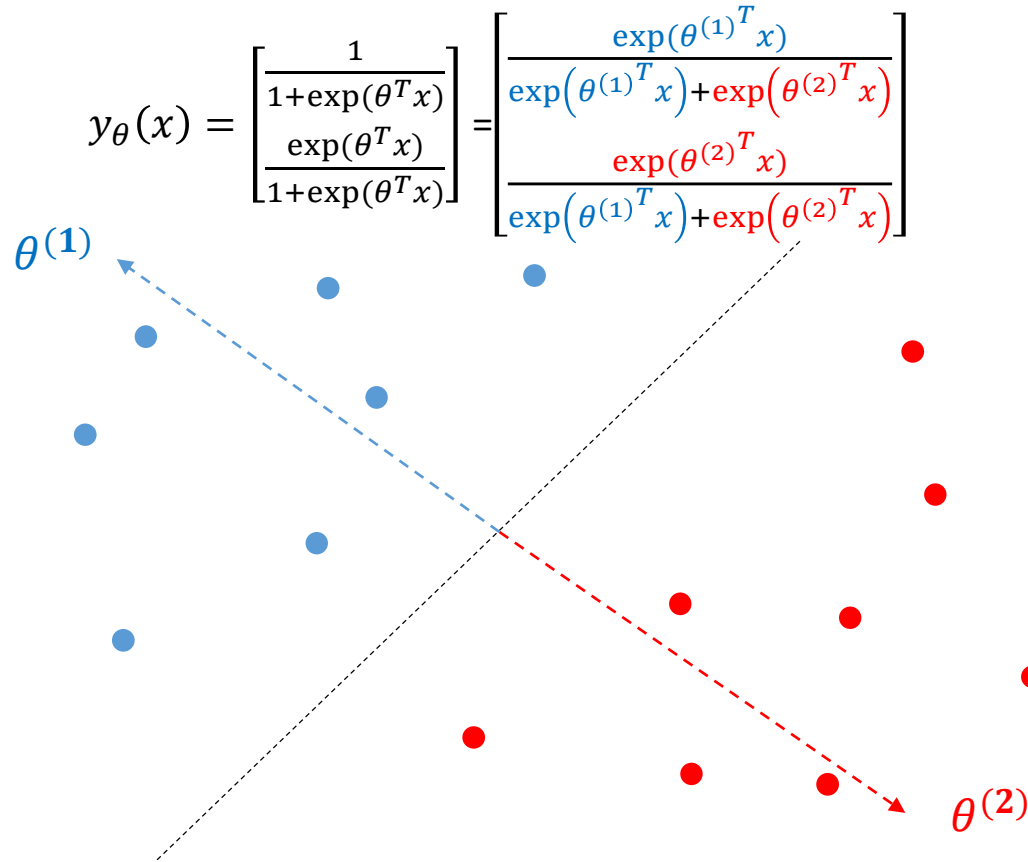 y_θ(x) = [ 1 / (1+exp(θ^T x)) ; exp(θ^T x) / (1+exp(θ^T x)) ] = [ exp(θ^(1)^T x) / (exp(θ^(1)^T x)+exp(θ^(2)^T x)) ; exp(θ^(2)^T x) / (exp(θ^(1)^T x)+exp(θ^(2)^T x)) ]
θ^(1)
θ^(2)